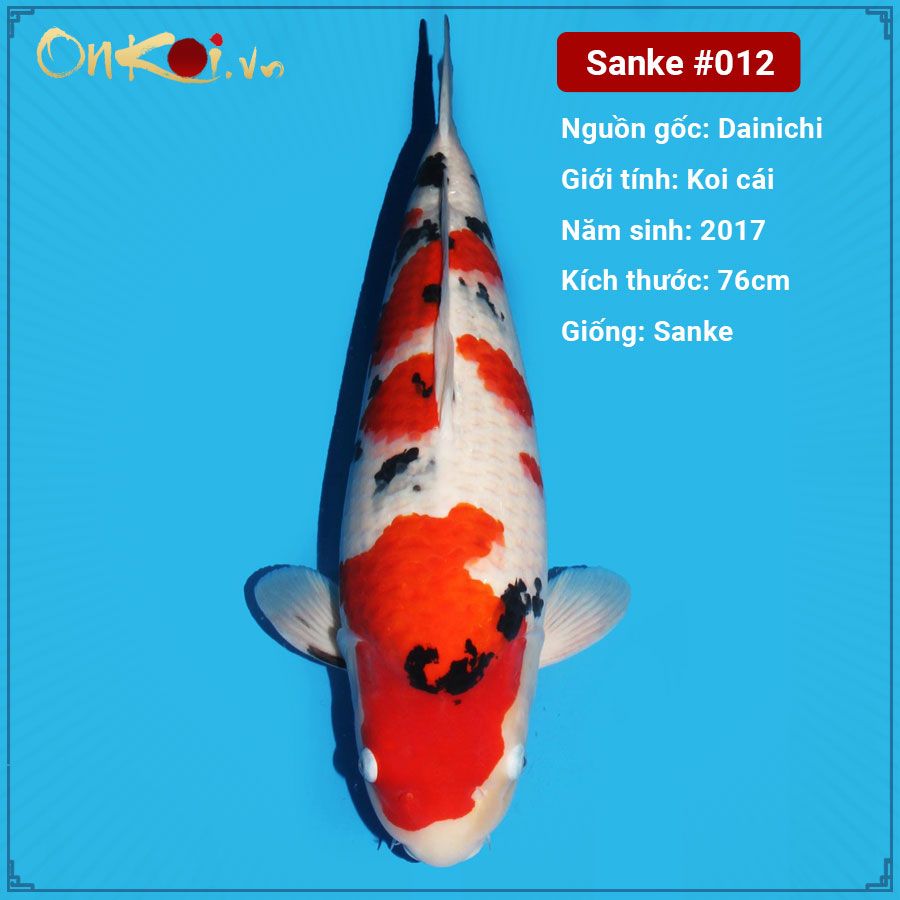 OnKoi.vn
Sanke #012
Nguồn gốc: Dainichi
Giới tính: Koi cái
Năm sinh: 2017
Kích thước: 76cm
Giống: Sanke